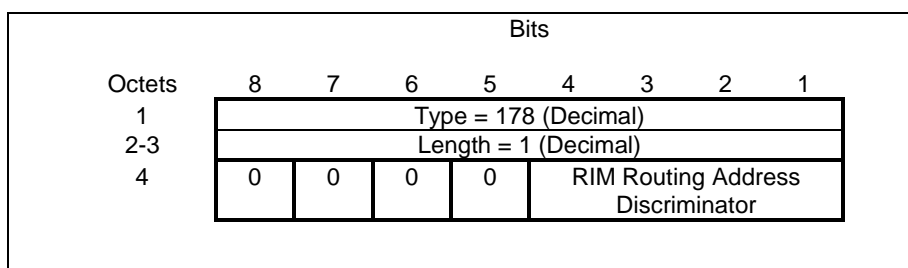 Bits
Octets 8 7 6 5 4 3 2 1
1 Type = 178 (Decimal)
2-3 Length = 1 (Decimal)
4 0 0 0 0 RIM Routing Address
Discriminator